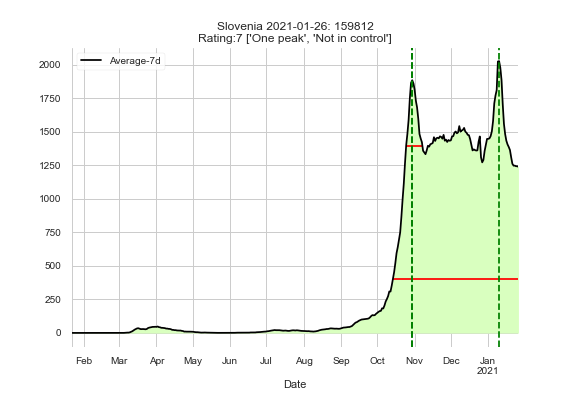 Slovenia 2021-01-26: 159812
Rating:7 ['One peak', 'Not in control']
Average-7d
2000
1750
1500
1250
1000
750
500
250
0
Feb Mar Apr May Jun Jul Aug Sep Oct Nov Dec Jan
2021
Date